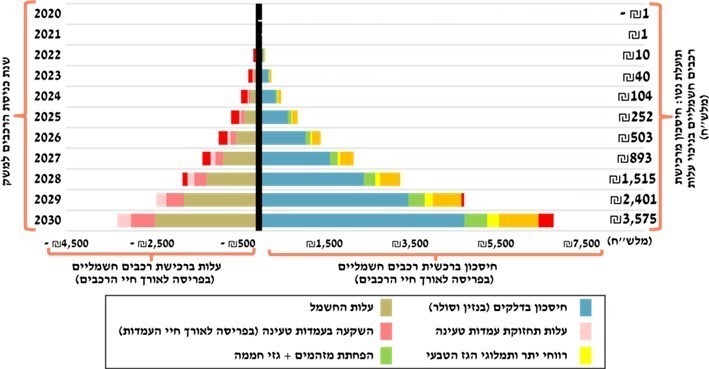 2020
-₪1
2021
₪1
2022
₪10
2023
₪40
2024
₪104
2025
₪252
2026
₪503
2027
₪893
2028
₪1,515
2029
₪2,401
2030
₪3,575
שנת כניסת הרכבים למשק
תועלת נטו: חיסכון מרכישת
רכבים חשמליים בניכוי עלות
(מלש״ח)
-₪4,500 -₪2,500 -₪500 ₪1,500 ₪3,500 ₪5,500 ₪7,500 (מלש״ח)
חיסכון ברכישת רכבים חשמליים
(בפריסה לאורך חיי הרכבים)
עלות ברכישת רכבים חשמליים
(בפריסה לאורך חיי הרכבים)
חיסכון בדלקים (בנזין וסולר)
עלות החשמל
עלות תחזוקת עמדות טעינה
השקעה בעמדות טעינה (בפריסה לאורך חיי העמדות)
רווחי יתר ותמלוגי הגז הטבעי
הפחתת מזהמים + גזי חממה